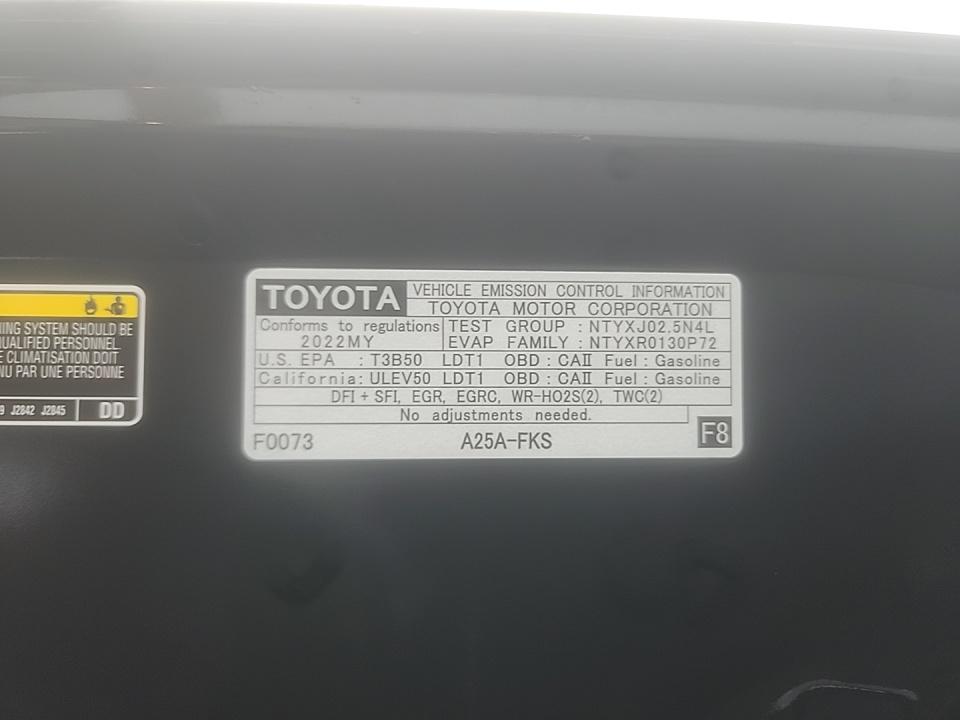 TOYOTA
VEHICLE EMISSION CONTROL INFORMATION
TOYOTA MOTOR CORPORATION
Conforms to regulations
2022MY
TEST GROUP : NTYXJ02.5N4L
EVAP FAMILY : NTYXR0130P72
U.S. EPA : T3B50 LDT1 OBD : CAII Fuel : Gasoline
California : ULEV50 LDT1 OBD : CAII Fuel : Gasoline
DFI + SFI, EGR, EGRC, WR-HO2S(2), TWC(2)
No adjustments needed.
F0073
A25A-FKS
F8
NING SYSTEM SHOULD BE
UALIFIED PERSONNEL.
E CLIMATISATION DOIT
NU PAR UNE PERSONNE
9 J2842 J2845
DD